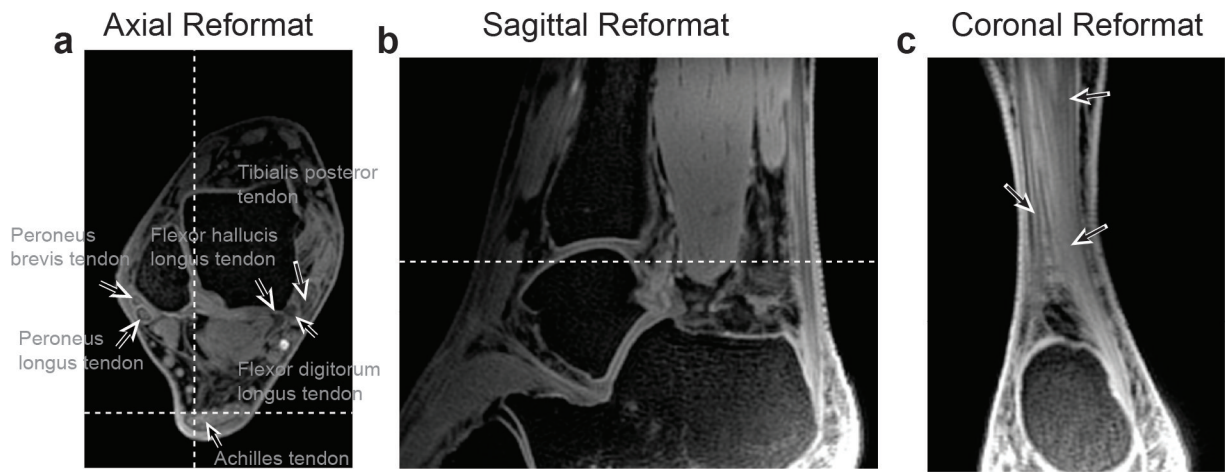 Axial Reformat
Sagittal Reformat
Coronal Reformat
a
b
c
Tibialis posteror
tendon
Peroneus
brevis tendon
Flexor hallucis
longus tendon
Peroneus
longus tendon
Flexor digitorum
longus tendon
Achilles tendon